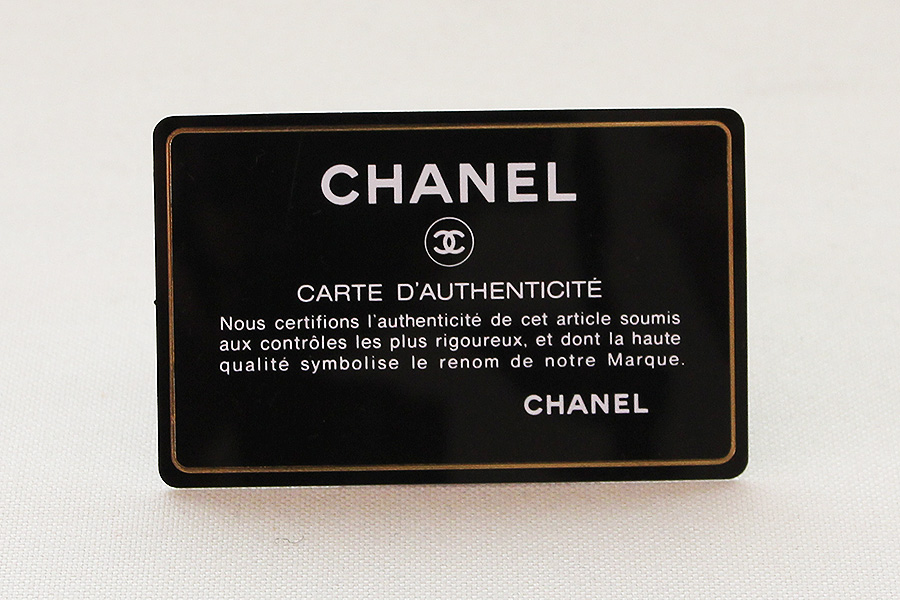 CHANEL
CARTE D'AUTHENTICITÉ
Nous certifions l'authenticité de cet article soumis
aux contrôles les plus rigoureux, et dont la haute
qualité symbolise le renom de notre Marque.
CHANEL